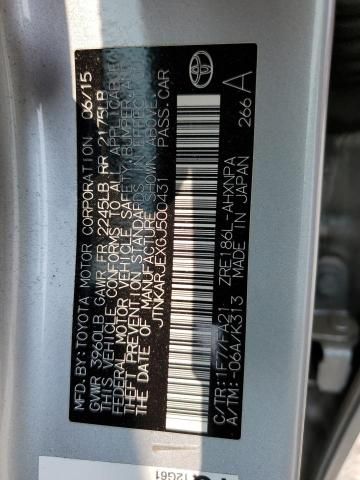 MFD. BY: TOYOTA MOTOR CORPORATION 06/15
GVWR 3960LB GAWR FR 2245LB RR 2175LB
THIS VEHICLE CONFORMS TO ALL APPLICABLE
FEDERAL MOTOR VEHICLE SAFETY, BUMPER, AND
THEFT PREVENTION STANDARDS IN EFFECT ON
THE DATE OF MANUFACTURE SHOWN ABOVE.
JTNKARJEXGJ500431 PASS. CAR
C/TR: 1F7/FA21 ZRE186L-AHXNPA
A/TM: -06A/K313 MADE IN JAPAN 266 A
12G61